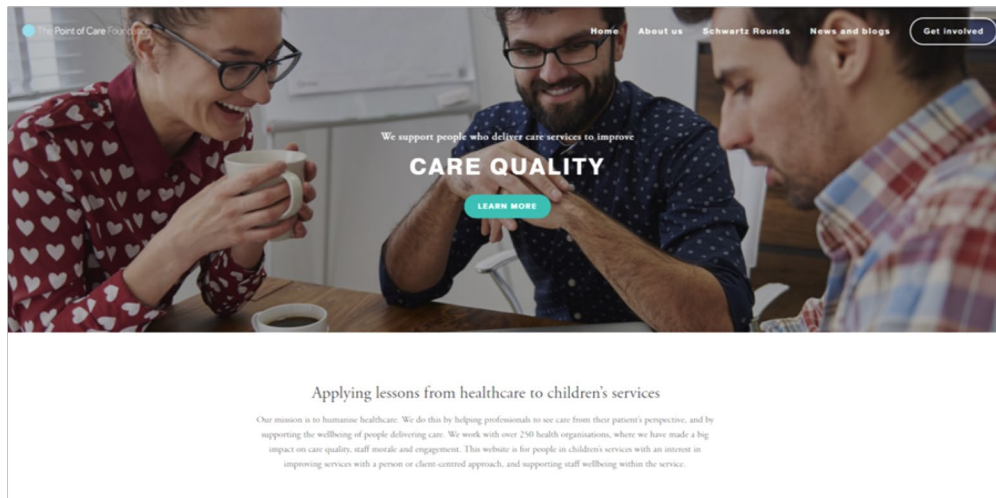 The Point of Care Foundation
Home About us Schwartz Rounds News and blogs Get involved
We support people who deliver care services to improve
CARE QUALITY
LEARN MORE
Applying lessons from healthcare to children's services
Our mission is to humanise healthcare. We do this by helping professionals to see care from their patient's perspective, and by
supporting the wellbeing of people delivering care. We work with over 250 health organisations, where we have made a big
impact on care quality, staff morale and engagement. This website is for people in children's services with an interest in
improving services with a person or client-centred approach, and supporting staff wellbeing within the service.